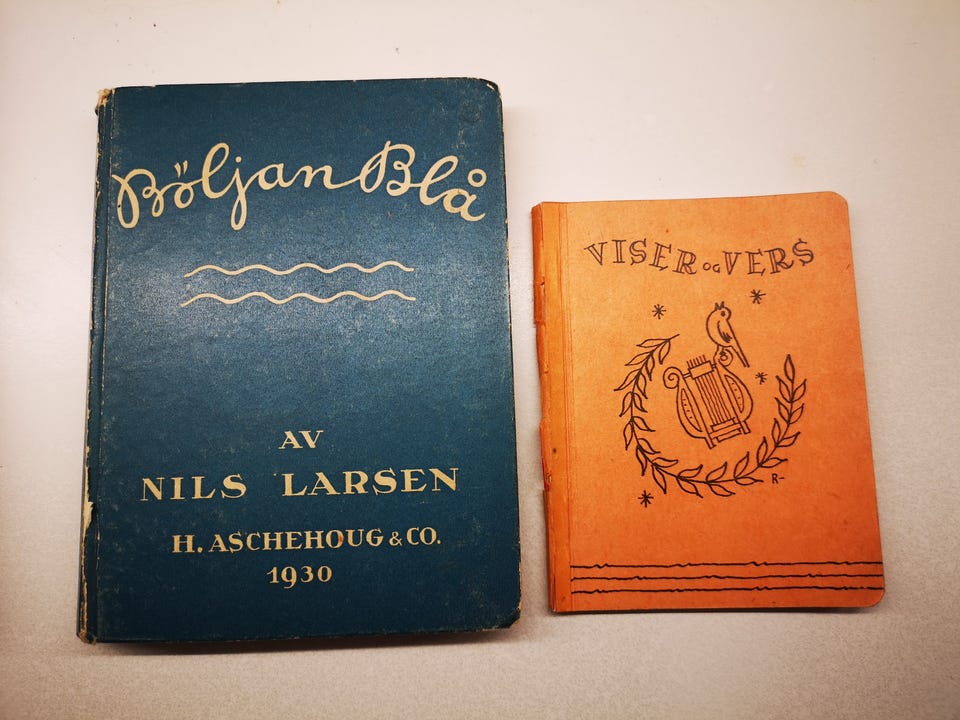 Böljan Blå
AV
NILS LARSEN
H. ASCHEHOUG & CO.
1930
VISER OG VERS
R-